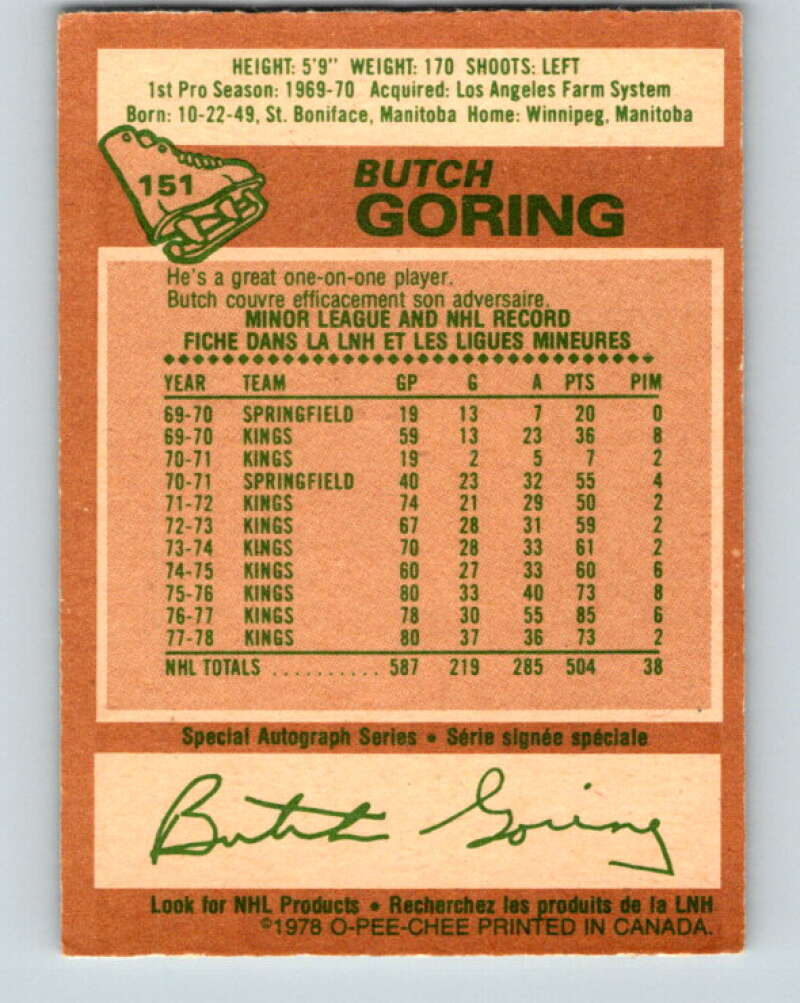 HEIGHT: 5'9" WEIGHT: 170 SHOOTS: LEFT
1st Pro Season: 1969-70 Acquired: Los Angeles Farm System
Born: 10-22-49, St. Boniface, Manitoba Home: Winnipeg, Manitoba
151
BUTCH
GORING
He's a great one-on-one player.
Butch couvre efficacement son adversaire.
MINOR LEAGUE AND NHL RECORD
FICHE DANS LA LNH ET LES LIGUES MINEURES
YEAR TEAM GP G A PTS PIM
69-70 SPRINGFIELD 19 13 7 20 0
69-70 KINGS 59 13 23 36 8
70-71 KINGS 19 2 5 7 2
70-71 SPRINGFIELD 40 23 32 55 4
71-72 KINGS 74 21 29 50 2
72-73 KINGS 67 28 31 59 2
73-74 KINGS 70 28 33 61 2
74-75 KINGS 60 27 33 60 6
75-76 KINGS 80 33 40 73 8
76-77 KINGS 78 30 55 85 6
77-78 KINGS 80 37 36 73 2
NHL TOTALS .......... 587 219 285 504 38
Special Autograph Series • Série signée spéciale
Butch Goring
Look for NHL Products • Recherchez les produits de la LNH
©1978 O-PEE-CHEE PRINTED IN CANADA.